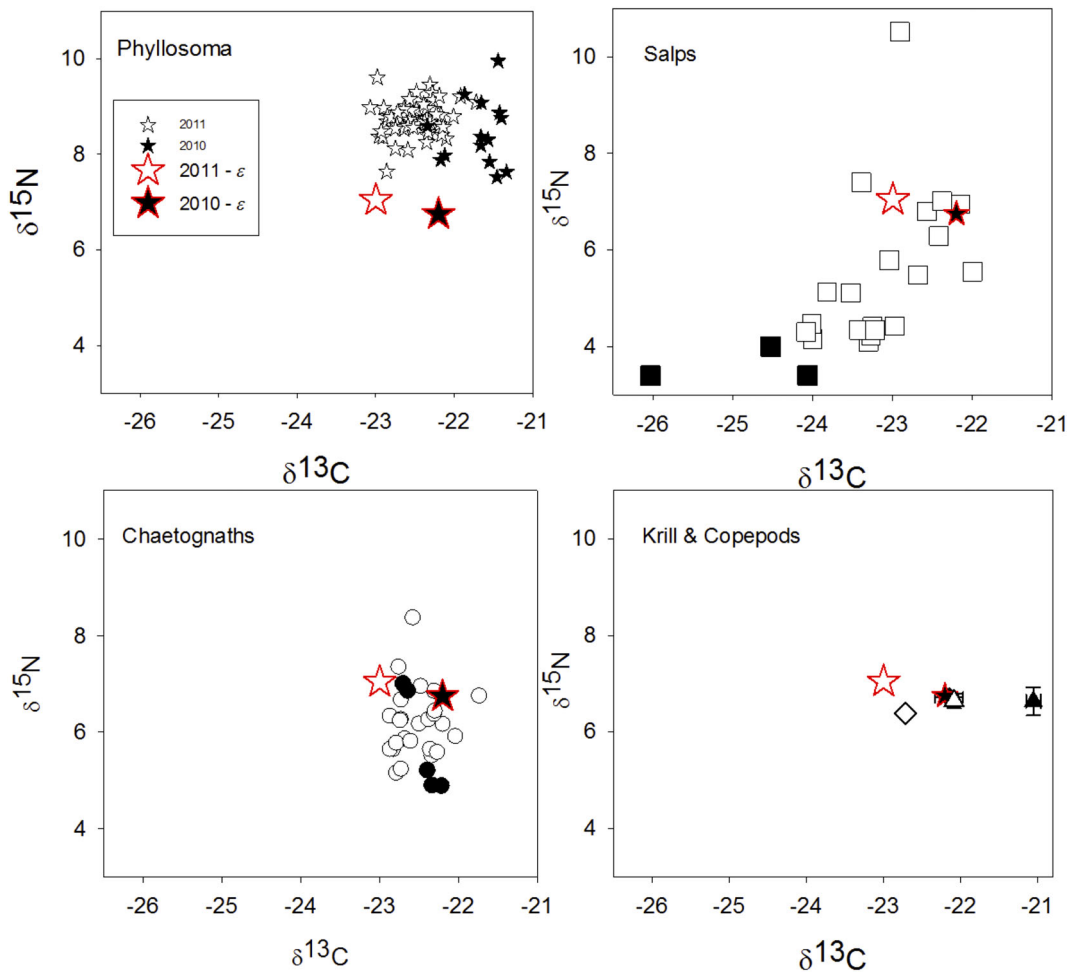 Phyllosoma
2011
2010
2011 - ε
2010 - ε
10
8
6
4
δ15N
-26 -25 -24 -23 -22 -21
δ13C
Salps
10
8
6
4
δ15N
-26 -25 -24 -23 -22 -21
δ13C
Chaetognaths
10
8
6
4
δ15N
-26 -25 -24 -23 -22 -21
δ13C
Krill & Copepods
10
8
6
4
δ15N
-26 -25 -24 -23 -22 -21
δ13C